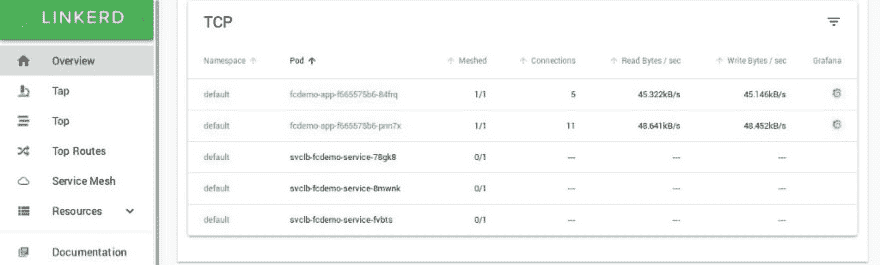 LINKERD
Overview
Tap
Top
Top Routes
Service Mesh
Resources
Documentation
TCP
Namespace Pod Meshed Connections Read Bytes / sec Write Bytes / sec Grafana
default fcdemo-app-f665575b6-84frq 1/1 5 45.322kB/s 45.146kB/s
default fcdemo-app-f665575b6-pnn7x 1/1 11 48.641kB/s 48.452kB/s
default svclb-fcdemo-service-78gk8 0/1 --- --- ---
default svclb-fcdemo-service-8mwnk 0/1 --- --- ---
default svclb-fcdemo-service-fvbts 0/1 --- --- ---